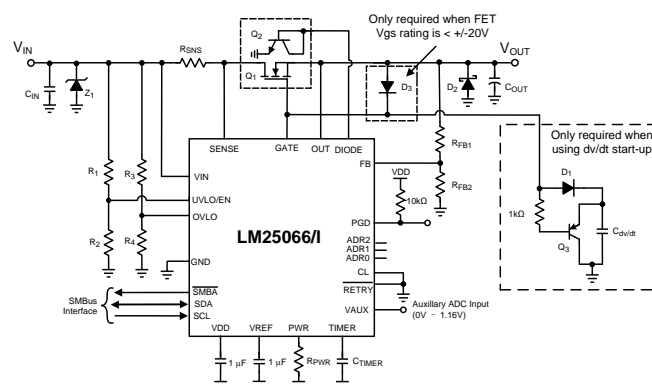 Only required when FET
Vgs rating is < +/-20V
VIN
RSNS
Q2
Q1
VOUT
CIN
Z1
D3
D2
COUT
Only required when
using dv/dt start-up
SENSE
GATE
OUT
DIODE
RFB1
R1
R3
VIN
FB
UVLO/EN
VDD
RFB2
D1
OVLO
10kΩ
1kΩ
R2
R4
LM25066/I
PGD
Q3
Cdv/dt
ADR2
ADR1
ADR0
GND
CL
SMBA
RETRY
SMBus
Interface
SDA
SCL
VAUX
Auxillary ADC Input
(0V - 1.16V)
VDD
VREF
PWR
TIMER
1 µF
1 µF
RPWR
CTIMER